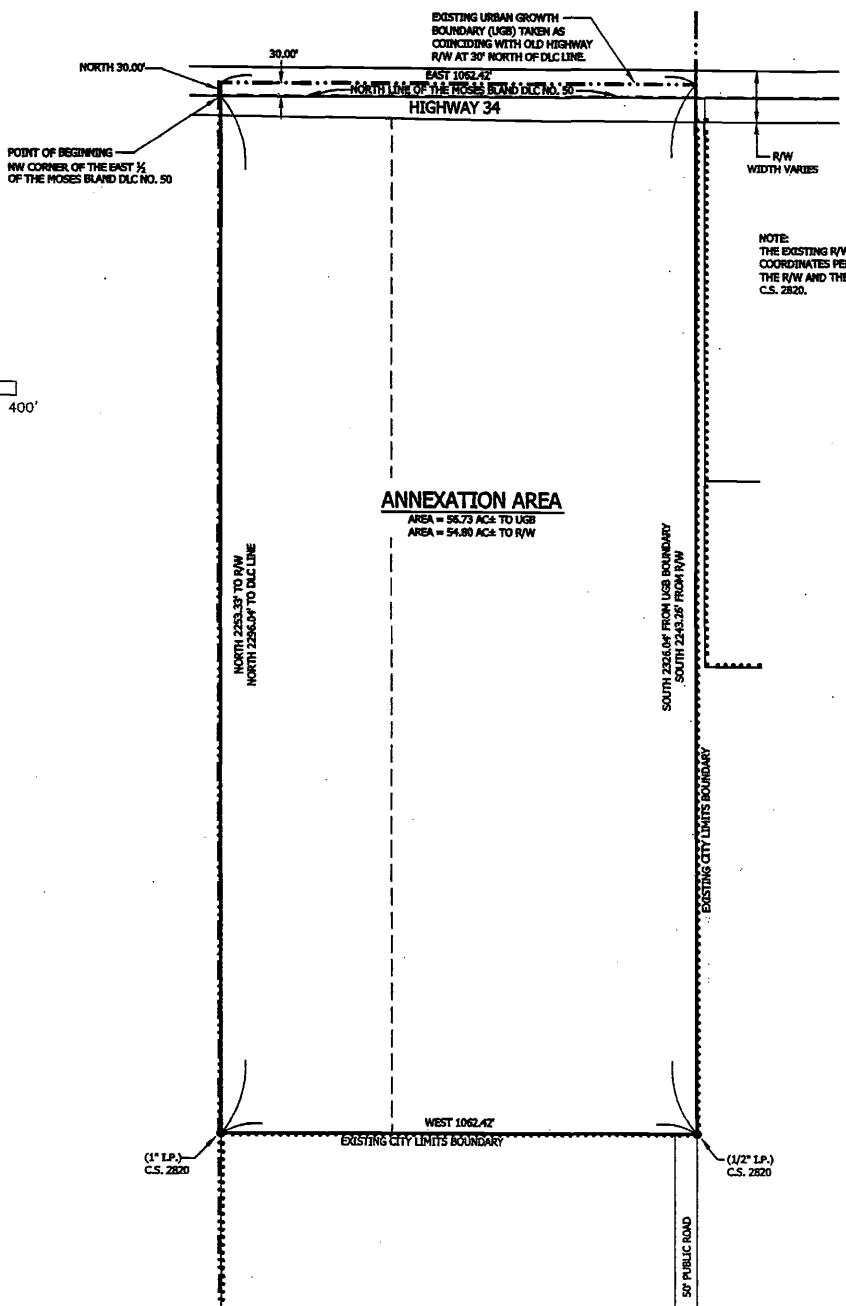 EXISTING URBAN GROWTH
BOUNDARY (UGB) TAKEN AS
COINCIDING WITH OLD HIGHWAY
R/W AT 30' NORTH OF DLC LINE.
30.00'
NORTH 30.00'
EAST 1062.42'
NORTH LINE OF THE MOSES BLAND DLC NO. 50
HIGHWAY 34
POINT OF BEGINNING
NW CORNER OF THE EAST ½
OF THE MOSES BLAND DLC NO. 50
R/W
WIDTH VARIES
NOTE:
THE EXISTING R/W
COORDINATES PE
THE R/W AND THE
C.S. 2820.
400'
ANNEXATION AREA
AREA = 56.73 AC± TO UGB
AREA = 54.80 AC± TO R/W
NORTH 2253.33' TO R/W
NORTH 2296.04' TO DLC LINE
SOUTH 2326.04' FROM UGB BOUNDARY
SOUTH 2243.26' FROM R/W
EXISTING CITY LIMITS BOUNDARY
WEST 1062.42'
EXISTING CITY LIMITS BOUNDARY
(1" I.P.)
C.S. 2820
(1/2" I.P.)
C.S. 2820
50' PUBLIC ROAD